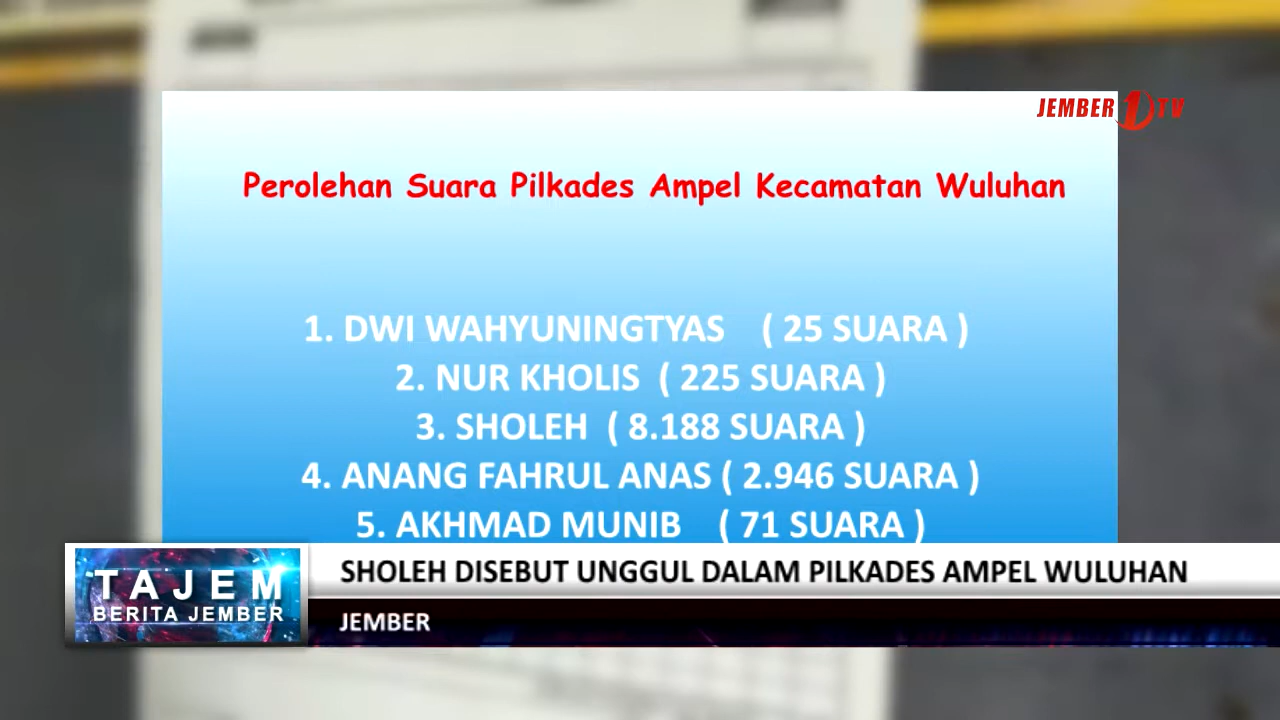 JEMBER 1 TV
Perolehan Suara Pilkades Ampel Kecamatan Wuluhan
1. DWI WAHYUNINGTYAS ( 25 SUARA )
2. NUR KHOLIS ( 225 SUARA )
3. SHOLEH ( 8.188 SUARA )
4. ANANG FAHRUL ANAS ( 2.946 SUARA )
5. AKHMAD MUNIB ( 71 SUARA )
TAJEM
BERITA JEMBER
SHOLEH DISEBUT UNGGUL DALAM PILKADES AMPEL WULUHAN
JEMBER